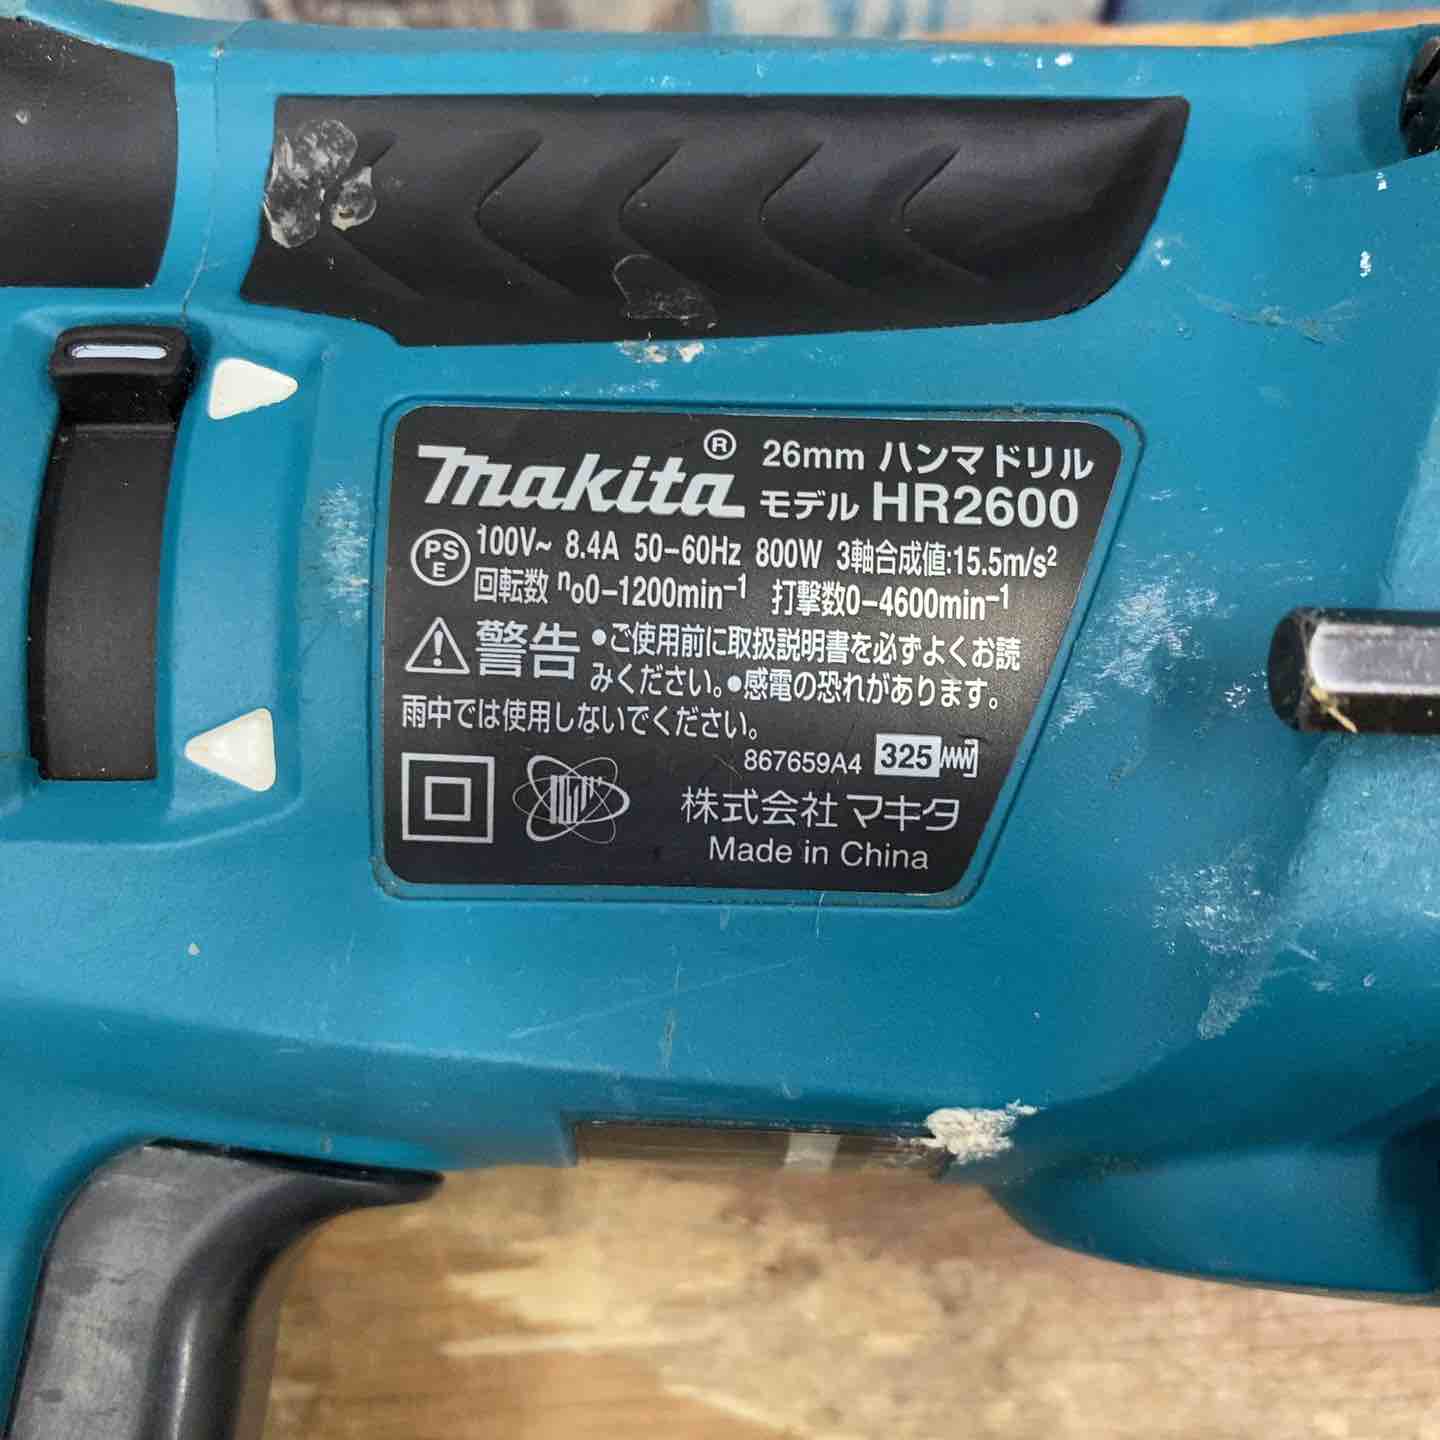 makita® 26mm ハンマドリル
モデル HR2600
PSE 100V~ 8.4A 50-60Hz 800W 3軸合成値:15.5m/s²
回転数 n₀0-1200min⁻¹ 打撃数0-4600min⁻¹
警告 •ご使用前に取扱説明書を必ずよくお読
みください。•感電の恐れがあります。
雨中では使用しないでください。
867659A4 325
株式会社 マキタ
Made in China